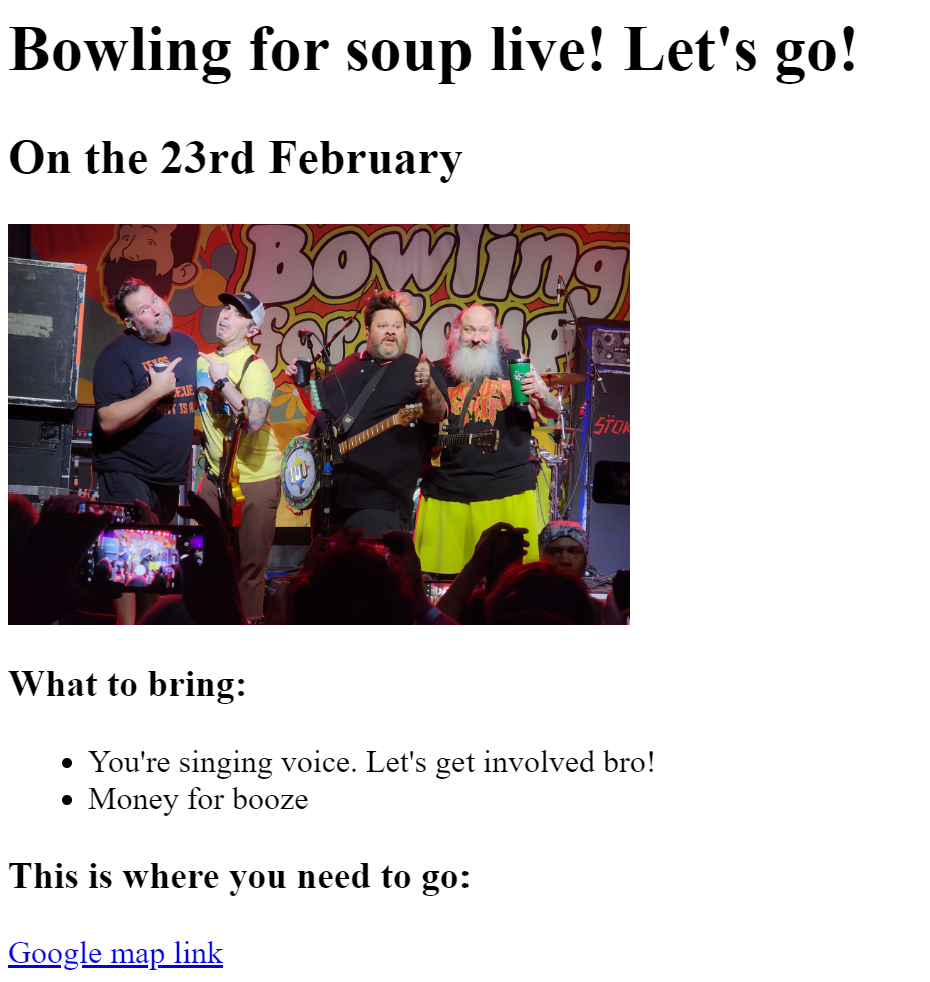 Bowling for soup live! Let's go!
On the 23rd February
Bowling
for Soup
TEXAS
STOK
What to bring:
You're singing voice. Let's get involved bro!
Money for booze
This is where you need to go:
Google map link